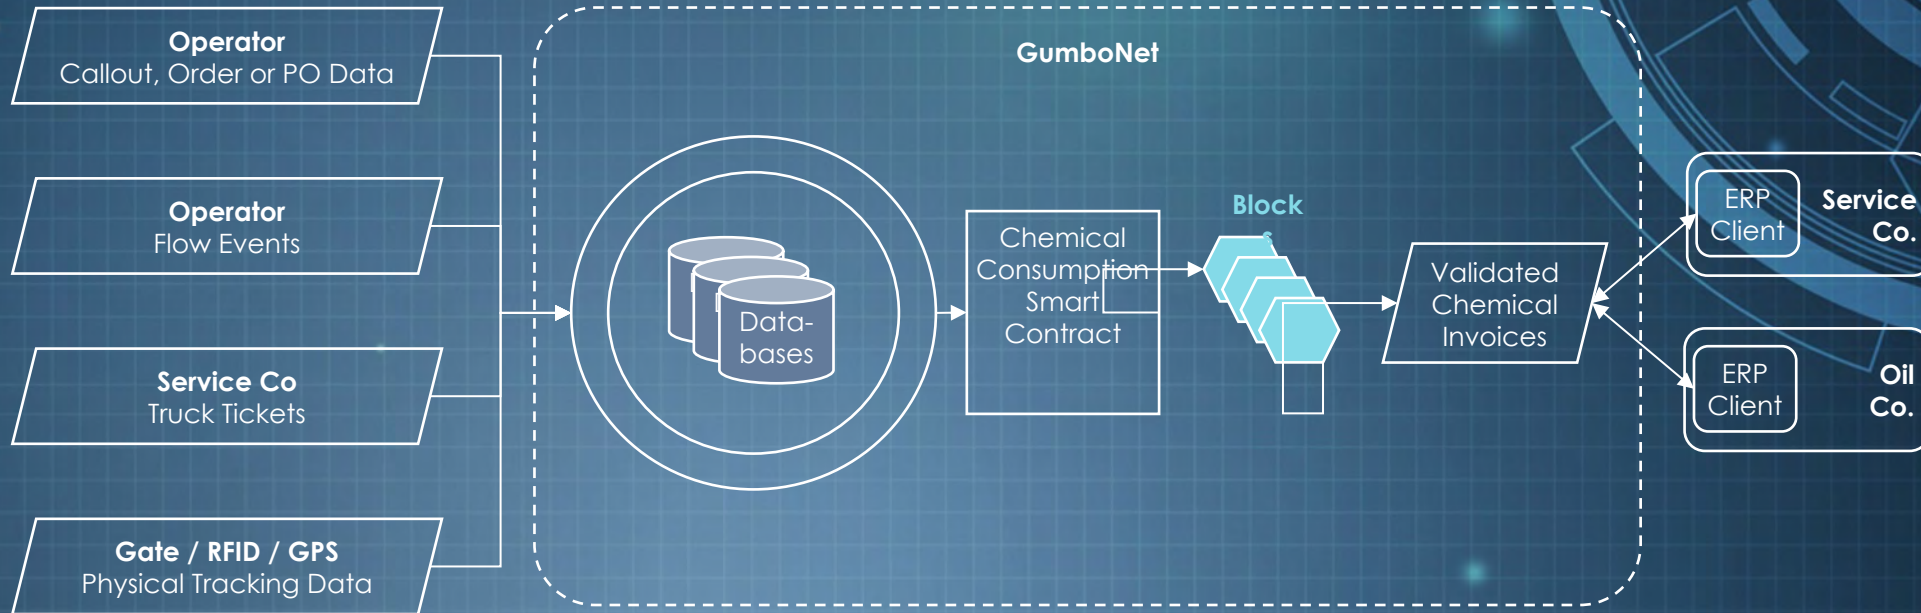 Operator
Callout, Order or PO Data
Operator
Flow Events
Service Co
Truck Tickets
Gate / RFID / GPS
Physical Tracking Data
GumboNet
Data-
bases
Chemical
Consumption
Smart
Contract
Block
s
Validated
Chemical
Invoices
ERP
Client
Service
Co.
ERP
Client
Oil
Co.